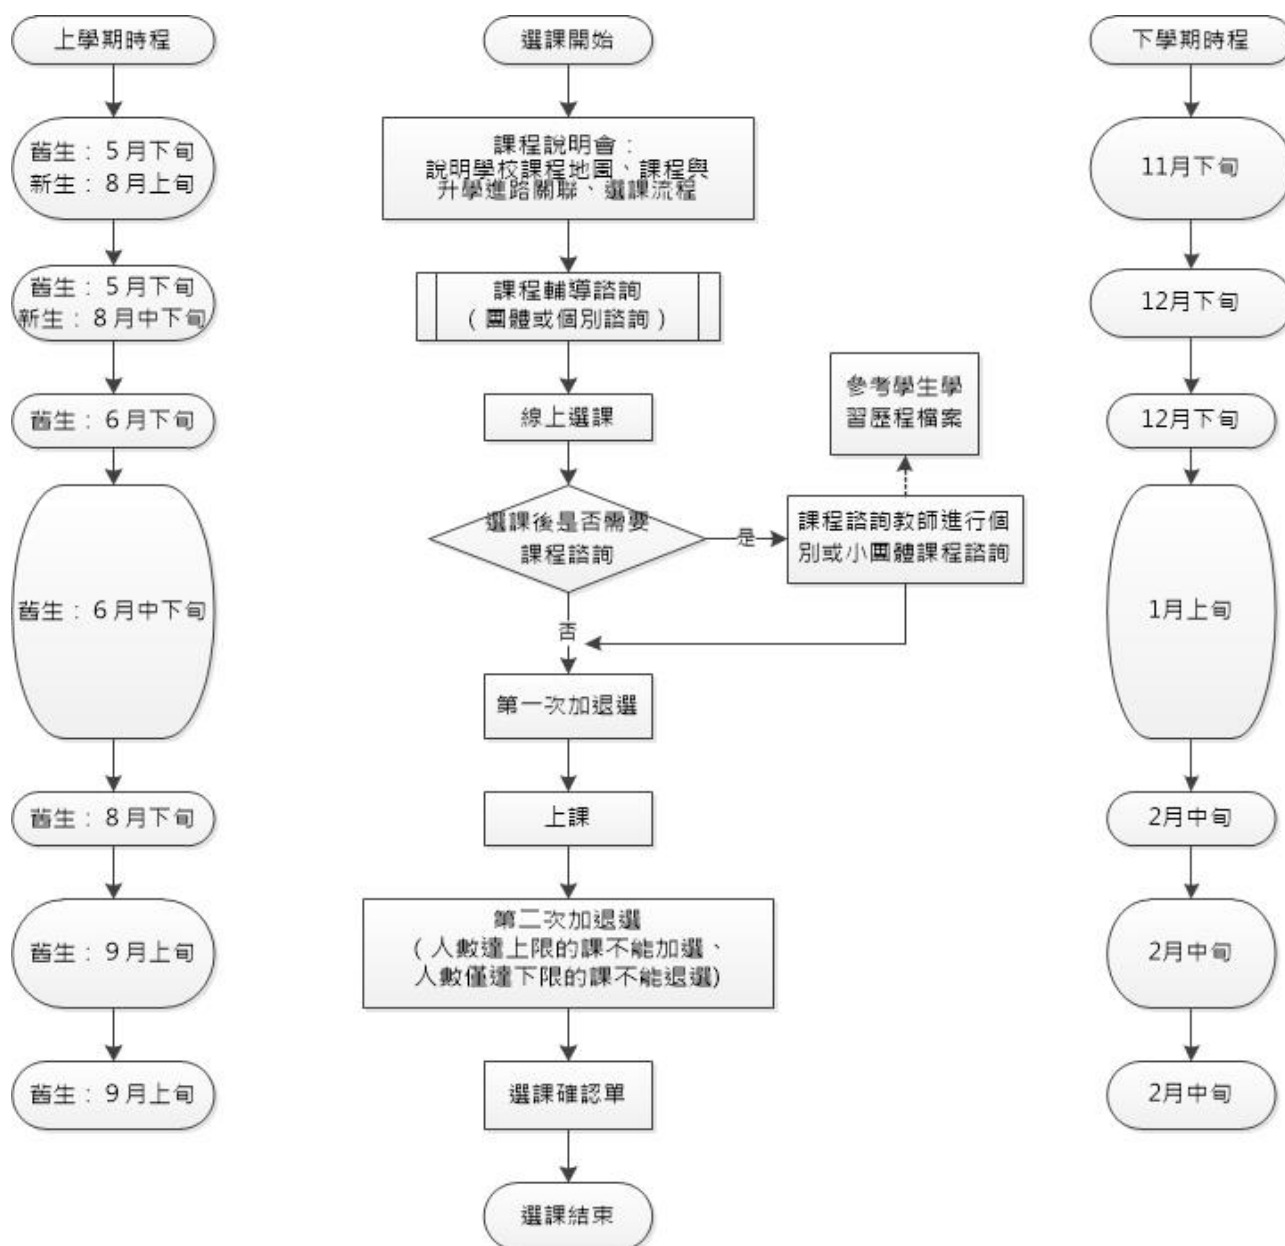 上學期時程
選課開始
下學期時程
舊生：5月下旬
新生：8月上旬
課程說明會：
說明學校課程地圖、課程與
升學進路關聯、選課流程
11月下旬
舊生：5月下旬
新生：8月中下旬
課程輔導諮詢
（團體或個別諮詢）
12月下旬
舊生：6月下旬
線上選課
參考學生學
習歷程檔案
12月下旬
選課後是否需要
課程諮詢
是
課程諮詢教師進行個
別或小團體課程諮詢
舊生：6月中下旬
1月上旬
否
第一次加退選
舊生：8月下旬
上課
2月中旬
舊生：9月上旬
第二次加退選
（人數達上限的課不能加選、
人數僅達下限的課不能退選)
2月中旬
舊生：9月上旬
選課確認單
2月中旬
選課結束